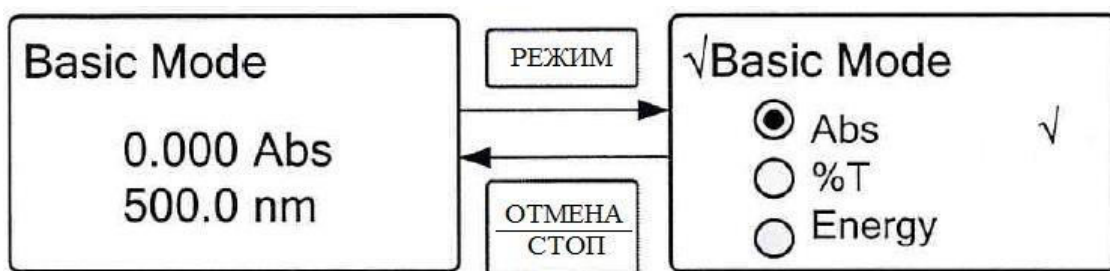 Basic Mode
0.000 Abs
500.0 nm
РЕЖИМ
ОТМЕНА
СТОП
√Basic Mode
Abs √
%T
Energy